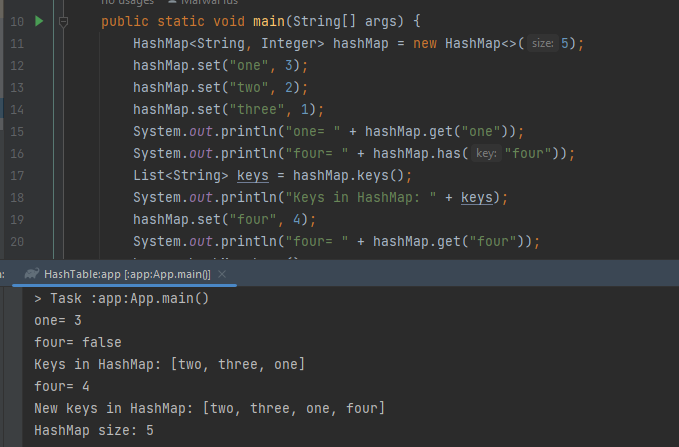 no usages   Marwarius
10 public static void main(String[] args) {
11 HashMap<String, Integer> hashMap = new HashMap<>( size: 5);
12 hashMap.set("one", 3);
13 hashMap.set("two", 2);
14 hashMap.set("three", 1);
15 System.out.println("one= " + hashMap.get("one"));
16 System.out.println("four= " + hashMap.has( key: "four"));
17 List<String> keys = hashMap.keys();
18 System.out.println("Keys in HashMap: " + keys);
19 hashMap.set("four", 4);
20 System.out.println("four= " + hashMap.get("four"));
: HashTable:app [:app:App.main()] ×
> Task :app:App.main()
one= 3
four= false
Keys in HashMap: [two, three, one]
four= 4
New keys in HashMap: [two, three, one, four]
HashMap size: 5